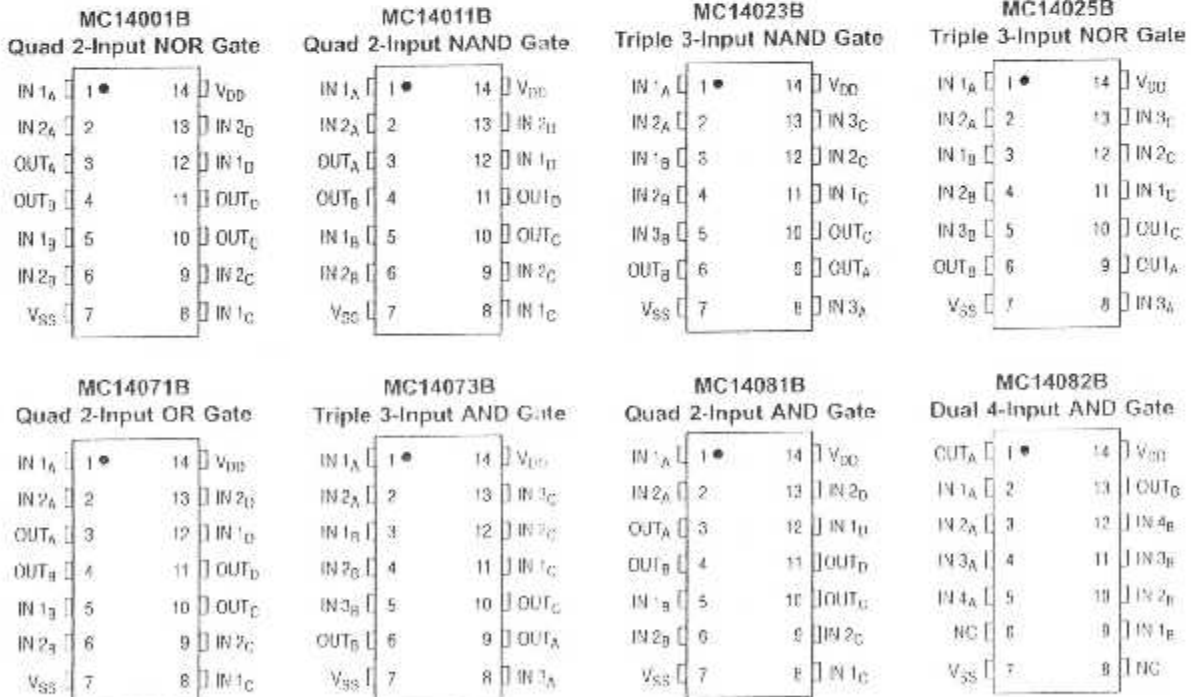 MC14001B
Quad 2-Input NOR Gate
IN 1A 1 14 VDD
IN 2A 2 13 IN 2D
OUTA 3 12 IN 1D
OUTB 4 11 OUTD
IN 1B 5 10 OUTC
IN 2B 6 9 IN 2C
VSS 7 8 IN 1C
MC14011B
Quad 2-Input NAND Gate
IN 1A 1 14 VDD
IN 2A 2 13 IN 2D
OUTA 3 12 IN 1D
OUTB 4 11 OUTD
IN 1B 5 10 OUTC
IN 2B 6 9 IN 2C
VSS 7 8 IN 1C
MC14023B
Triple 3-Input NAND Gate
IN 1A 1 14 VDD
IN 2A 2 13 IN 3C
IN 1B 3 12 IN 2C
IN 2B 4 11 IN 1C
IN 3B 5 10 OUTC
OUTB 6 9 OUTA
VSS 7 8 IN 3A
MC14025B
Triple 3-Input NOR Gate
IN 1A 1 14 VDD
IN 2A 2 13 IN 3C
IN 1B 3 12 IN 2C
IN 2B 4 11 IN 1C
IN 3B 5 10 OUTC
OUTB 6 9 OUTA
VSS 7 8 IN 3A
MC14071B
Quad 2-Input OR Gate
IN 1A 1 14 VDD
IN 2A 2 13 IN 2D
OUTA 3 12 IN 1D
OUTB 4 11 OUTD
IN 1B 5 10 OUTC
IN 2B 6 9 IN 2C
VSS 7 8 IN 1C
MC14073B
Triple 3-Input AND Gate
IN 1A 1 14 VDD
IN 2A 2 13 IN 3C
IN 1B 3 12 IN 2C
IN 2B 4 11 IN 1C
IN 3B 5 10 OUTC
OUTB 6 9 OUTA
VSS 7 8 IN 3A
MC14081B
Quad 2-Input AND Gate
IN 1A 1 14 VDD
IN 2A 2 13 IN 2D
OUTA 3 12 IN 1D
OUTB 4 11 OUTD
IN 1B 5 10 OUTC
IN 2B 6 9 IN 2C
VSS 7 8 IN 1C
MC14082B
Dual 4-Input AND Gate
OUTA 1 14 VDD
IN 1A 2 13 OUTB
IN 2A 3 12 IN 4B
IN 3A 4 11 IN 3B
IN 4A 5 10 IN 2B
NC 6 9 IN 1B
VSS 7 8 NC